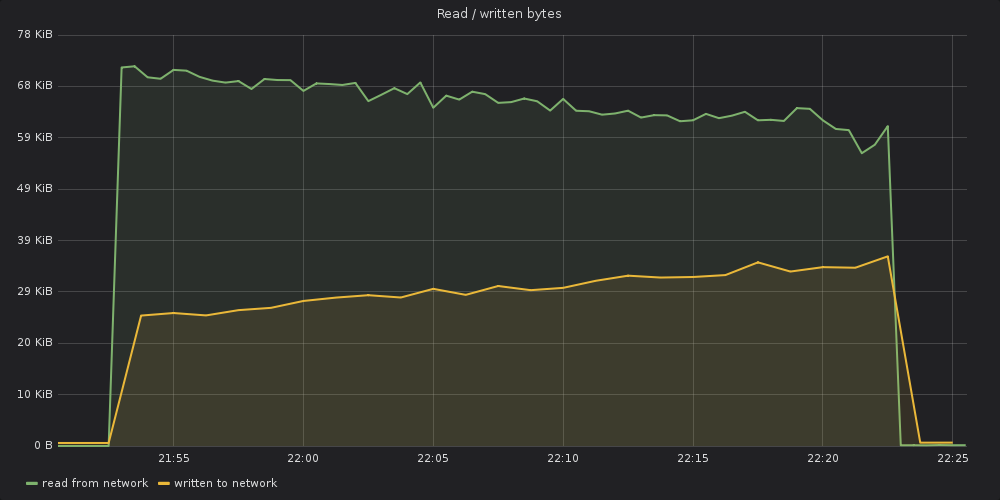 Read / written bytes
78 KiB
68 KiB
59 KiB
49 KiB
39 KiB
29 KiB
20 KiB
10 KiB
0 B
21:55 22:00 22:05 22:10 22:15 22:20 22:25
read from network written to network